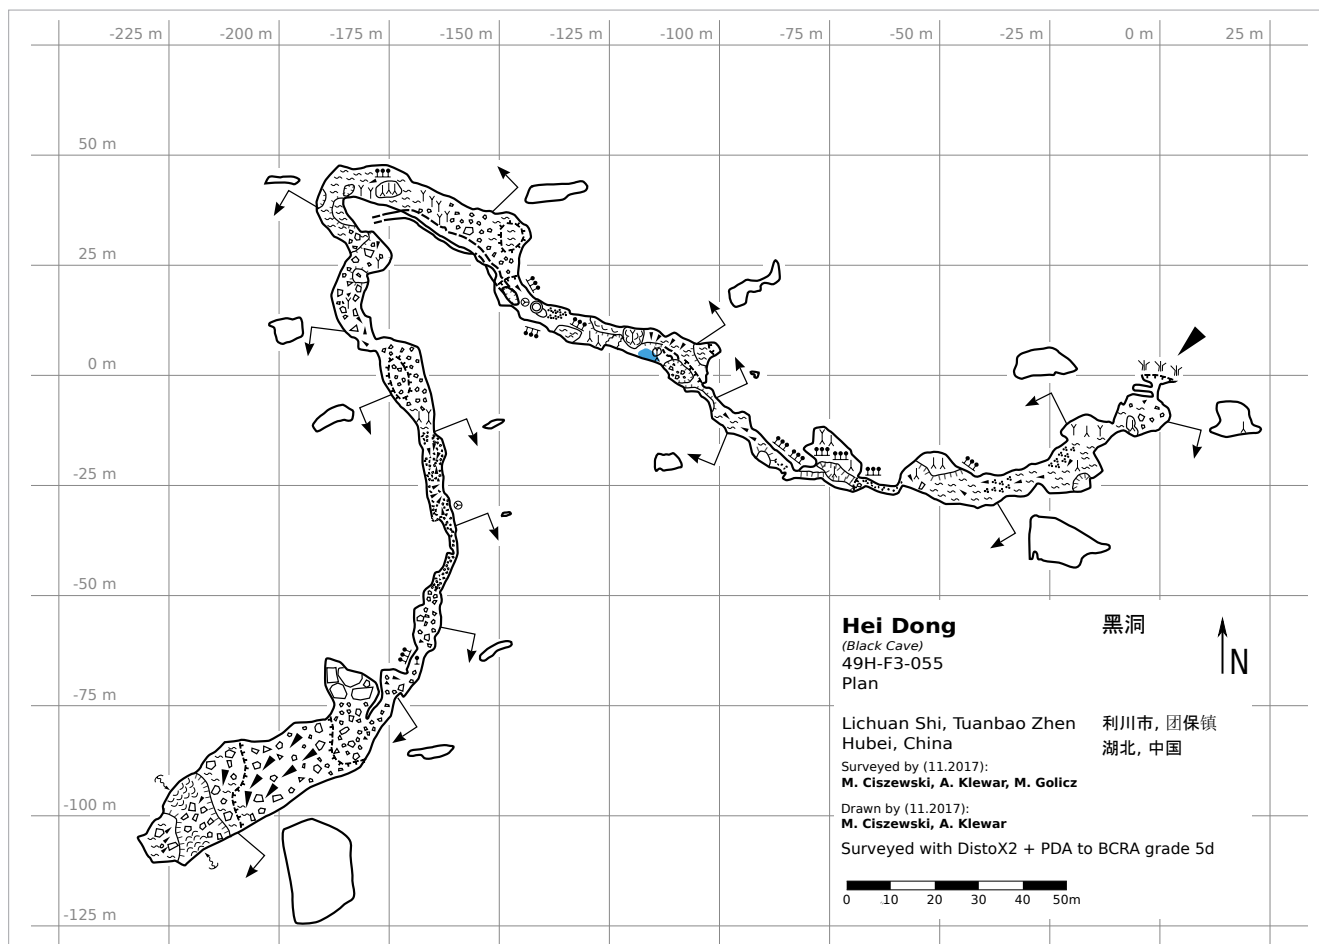 -225 m -200 m -175 m -150 m -125 m -100 m -75 m -50 m -25 m 0 m 25 m
50 m
25 m
0 m
-25 m
-50 m
-75 m
-100 m
-125 m
Hei Dong 黑洞
(Black Cave)
49H-F3-055
Plan
N
Lichuan Shi, Tuanbao Zhen 利川市, 团保镇
Hubei, China 湖北, 中国
Surveyed by (11.2017):
M. Ciszewski, A. Klewar, M. Golicz
Drawn by (11.2017):
M. Ciszewski, A. Klewar
Surveyed with DistoX2 + PDA to BCRA grade 5d
0 10 20 30 40 50m